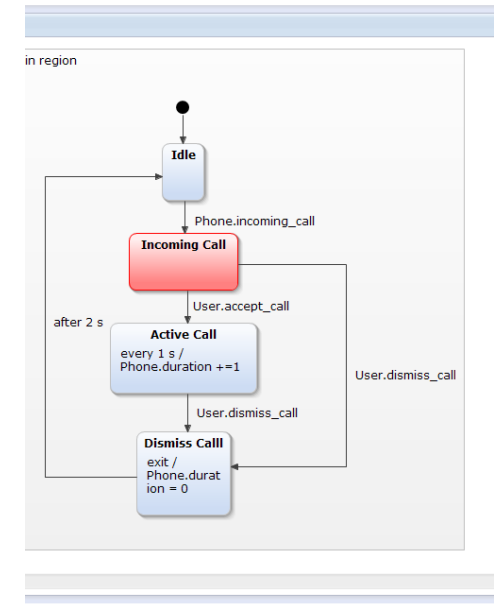 in region
Idle
Phone.incoming_call
Incoming Call
User.accept_call
after 2 s
Active Call
every 1 s /
Phone.duration +=1
User.dismiss_call
User.dismiss_call
Dismiss Calll
exit /
Phone.durat
ion = 0